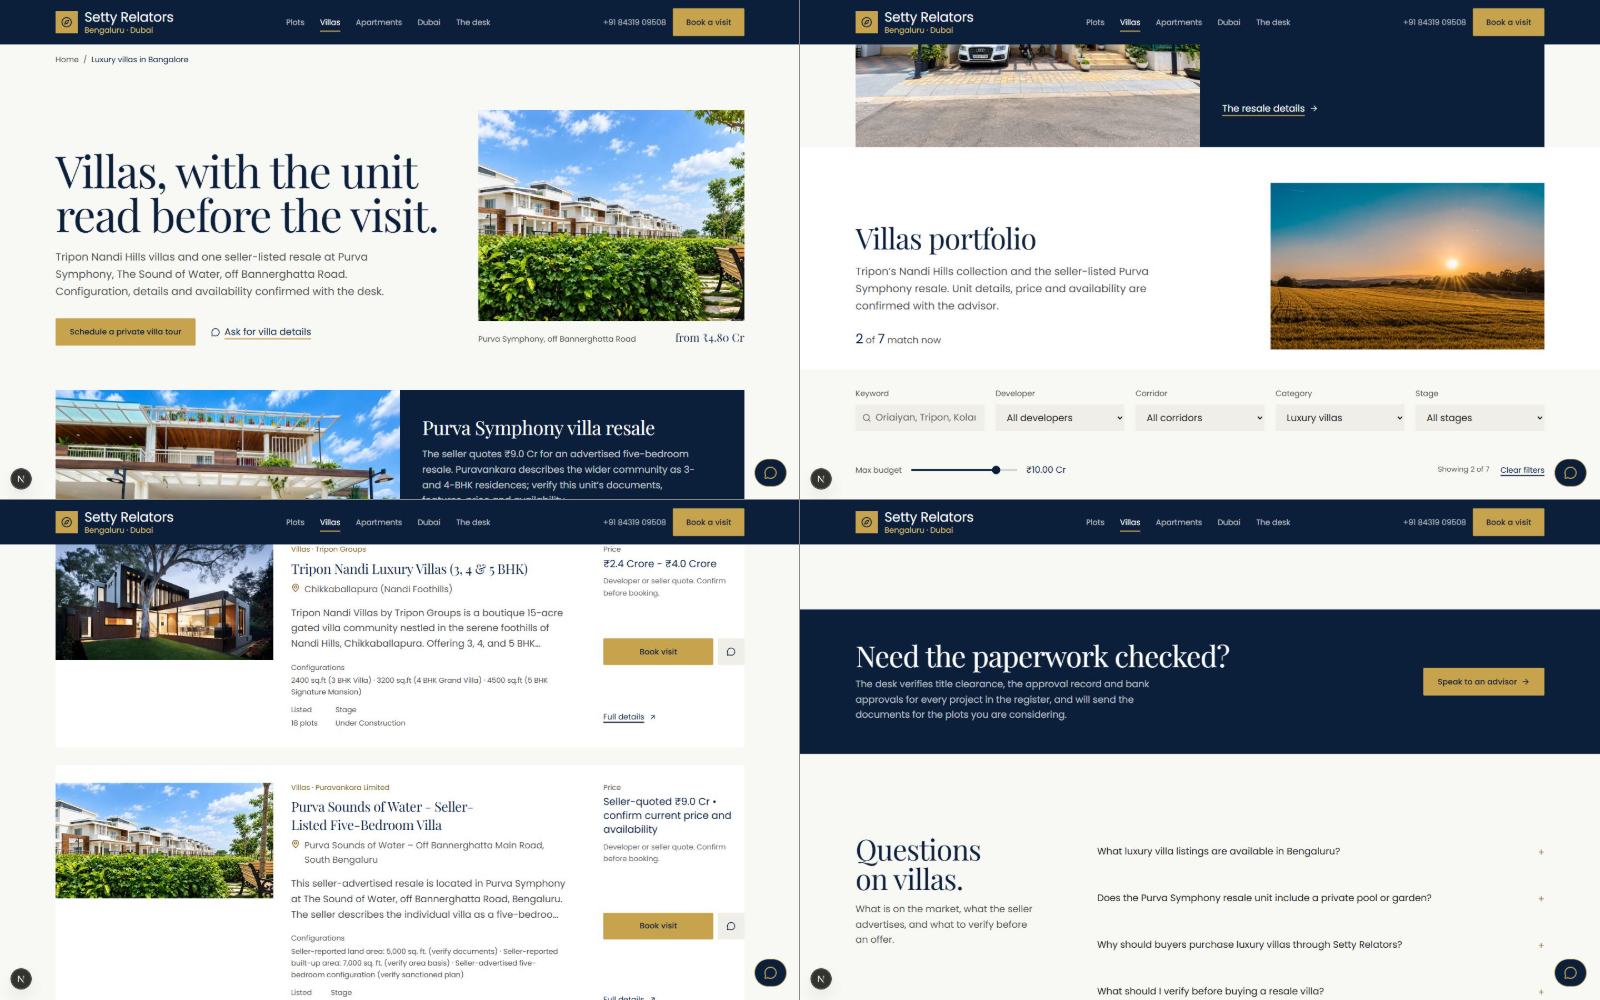 Setty Relators
Bengaluru · Dubai
Plots
Villas
Apartments
Dubai
The desk
+91 84319 09508
Book a visit
Home / Luxury villas in Bangalore
Villas, with the unit
read before the visit.
Tripon Nandi Hills villas and one seller-listed resale at Purva
Symphony, The Sound of Water, off Bannerghatta Road.
Configuration, details and availability confirmed with the desk.
Schedule a private villa tour
Ask for villa details
Purva Symphony, off Bannerghatta Road
from ₹4.80 Cr
Purva Symphony villa resale
The seller quotes ₹9.0 Cr for an advertised five-bedroom
resale. Puravankara describes the wider community as 3-
and 4-BHK residences; verify this unit's documents,
features, price and availability.
N
Setty Relators
Bengaluru · Dubai
Plots
Villas
Apartments
Dubai
The desk
+91 84319 09508
Book a visit
The resale details →
Villas portfolio
Tripon's Nandi Hills collection and the seller-listed Purva
Symphony resale. Unit details, price and availability are
confirmed with the advisor.
2 of 7 match now
Keyword
Developer
Corridor
Category
Stage
Oriaiyan, Tripon, Kolar
All developers
All corridors
Luxury villas
All stages
Max budget
₹10.00 Cr
Showing 2 of 7
Clear filters
N
Setty Relators
Bengaluru · Dubai
Plots
Villas
Apartments
Dubai
The desk
+91 84319 09508
Book a visit
Villas · Tripon Groups
Tripon Nandi Luxury Villas (3, 4 & 5 BHK)
Chikkaballapura (Nandi Foothills)
Tripon Nandi Villas by Tripon Groups is a boutique 15-acre
gated villa community nestled in the serene foothills of
Nandi Hills, Chikkaballapura. Offering 3, 4, and 5 BHK...
Configurations
2400 sq.ft (3 BHK Villa) · 3200 sq.ft (4 BHK Grand Villa) · 4500 sq.ft (5 BHK
Signature Mansion)
Listed
Stage
18 plots
Under Construction
Price
₹2.4 Crore - ₹4.0 Crore
Developer or seller quote. Confirm
before booking.
Book visit
Full details
Villas · Puravankara Limited
Purva Sounds of Water - Seller-
Listed Five-Bedroom Villa
Purva Sounds of Water – Off Bannerghatta Main Road,
South Bengaluru
This seller-advertised resale is located in Purva Symphony
at The Sound of Water, off Bannerghatta Road, Bengaluru.
The seller describes the individual villa as a five-bedroo...
Configurations
Seller-reported land area: 5,000 sq. ft. (verify documents) · Seller-reported
built-up area: 7,000 sq. ft. (verify area basis) · Seller-advertised five-
bedroom configuration (verify sanctioned plan)
Listed
Stage
Price
Seller-quoted ₹9.0 Cr •
confirm current price and
availability
Developer or seller quote. Confirm
before booking.
Book visit
Full details
N
Setty Relators
Bengaluru · Dubai
Plots
Villas
Apartments
Dubai
The desk
+91 84319 09508
Book a visit
Need the paperwork checked?
The desk verifies title clearance, the approval record and bank
approvals for every project in the register, and will send the
documents for the plots you are considering.
Speak to an advisor →
Questions
on villas.
What is on the market, what the seller
advertises, and what to verify before
an offer.
What luxury villa listings are available in Bengaluru? +
Does the Purva Symphony resale unit include a private pool or garden? +
Why should buyers purchase luxury villas through Setty Relators? +
What should I verify before buying a resale villa? +
N